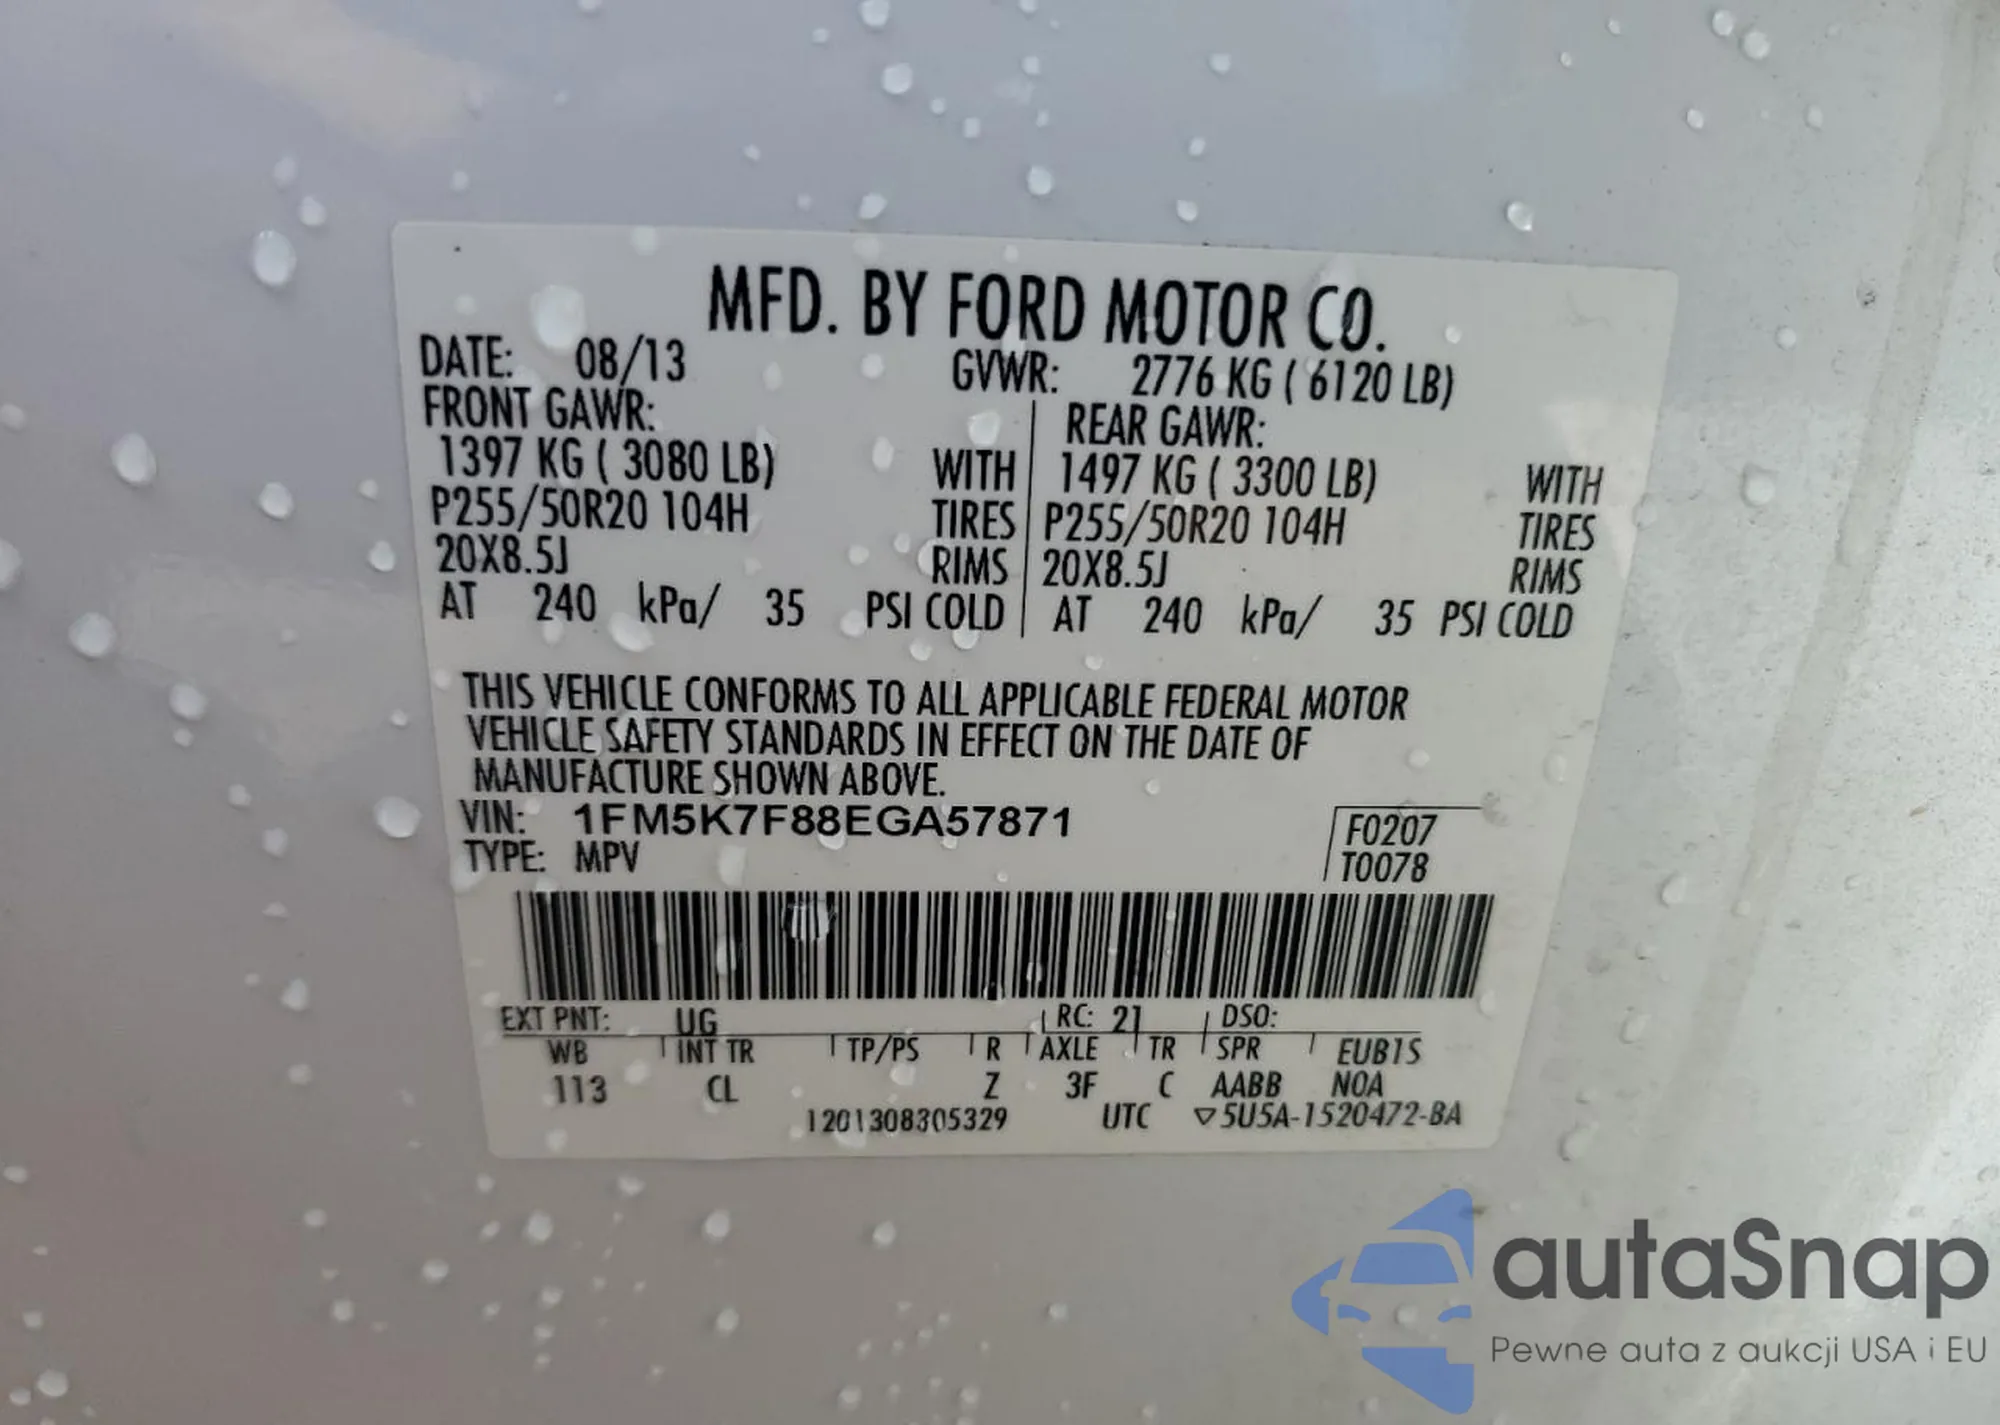 MFD. BY FORD MOTOR CO.
DATE: 08/13 GVWR: 2776 KG ( 6120 LB)
FRONT GAWR: REAR GAWR:
1397 KG ( 3080 LB) WITH 1497 KG ( 3300 LB) WITH
P255/50R20 104H TIRES P255/50R20 104H TIRES
20X8.5J RIMS 20X8.5J RIMS
AT 240 kPa/ 35 PSI COLD AT 240 kPa/ 35 PSI COLD
THIS VEHICLE CONFORMS TO ALL APPLICABLE FEDERAL MOTOR
VEHICLE SAFETY STANDARDS IN EFFECT ON THE DATE OF
MANUFACTURE SHOWN ABOVE.
VIN: 1FM5K7F88EGA57871 F0207
TYPE: MPV T0078
EXT PNT: UG RC: 21 DSO:
WB INT TR TP/PS R AXLE TR SPR EUB1S
113 CL Z 3F C AABB NOA
1201308305329 UTC ▽5U5A-1520472-BA
autoSnap
Pewne auta z aukcji USA i EU